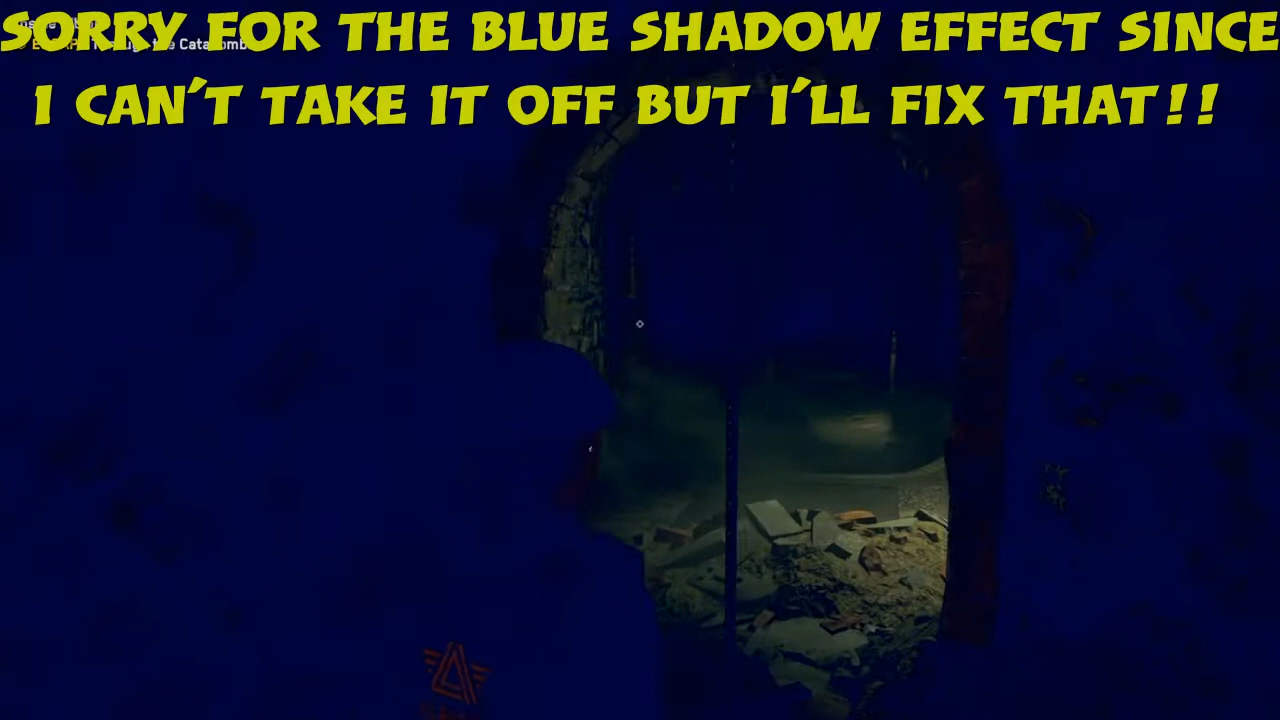 SORRY FOR THE BLUE SHADOW EFFECT SINCE
I CAN'T TAKE IT OFF BUT I'LL FIX THAT!!